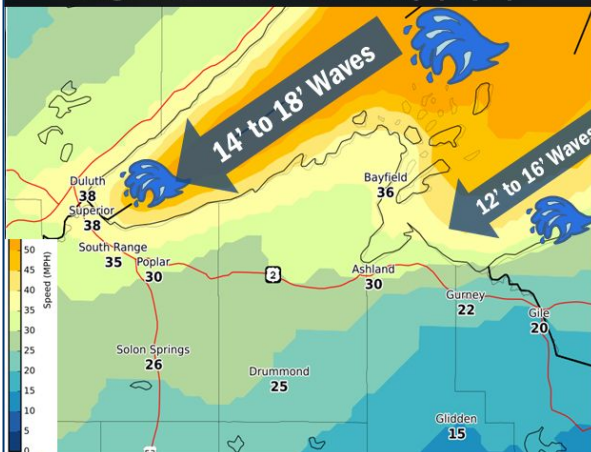 14' to 18' Waves
12' to 16' Waves
Duluth
38
Superior
38
Bayfield
36
South Range
35
Poplar
30
2
Ashland
30
Gurney
22
Gile
20
Solon Springs
26
Drummond
25
Glidden
15
Speed (MPH)
50
45
40
35
30
25
20
15
10
5
0